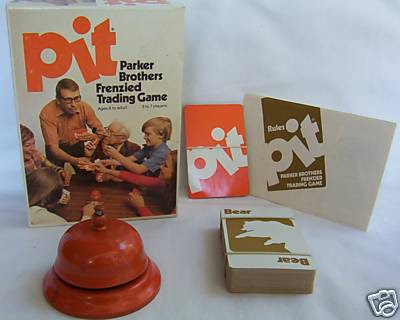 pit
Parker
Brothers
Frenzied
Trading Game
Ages 8 to adult 3 to 7 players
pit
Rules
pit
PARKER BROTHERS
FRENZIED
TRADING GAME
Bear
Bear
ebY